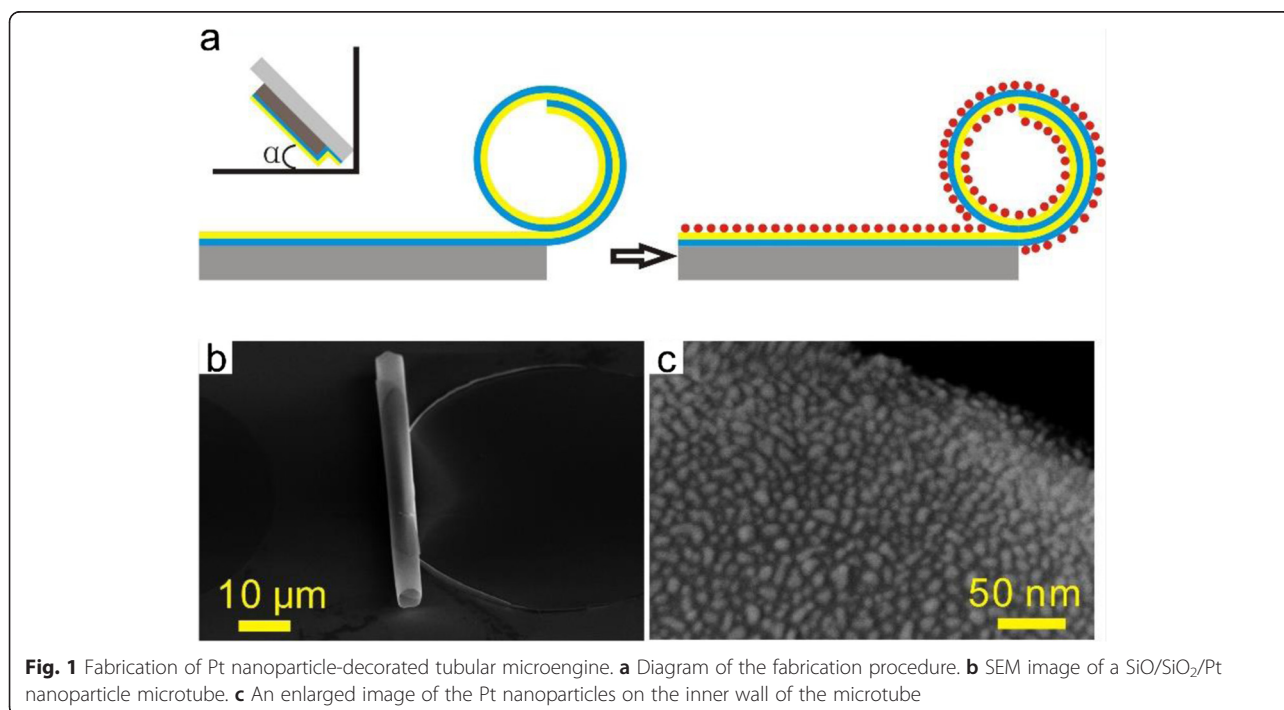 a
α
b
10 μm
c
50 nm
Fig. 1 Fabrication of Pt nanoparticle-decorated tubular microengine. a Diagram of the fabrication procedure. b SEM image of a SiO/SiO₂/Pt
nanoparticle microtube. c An enlarged image of the Pt nanoparticles on the inner wall of the microtube